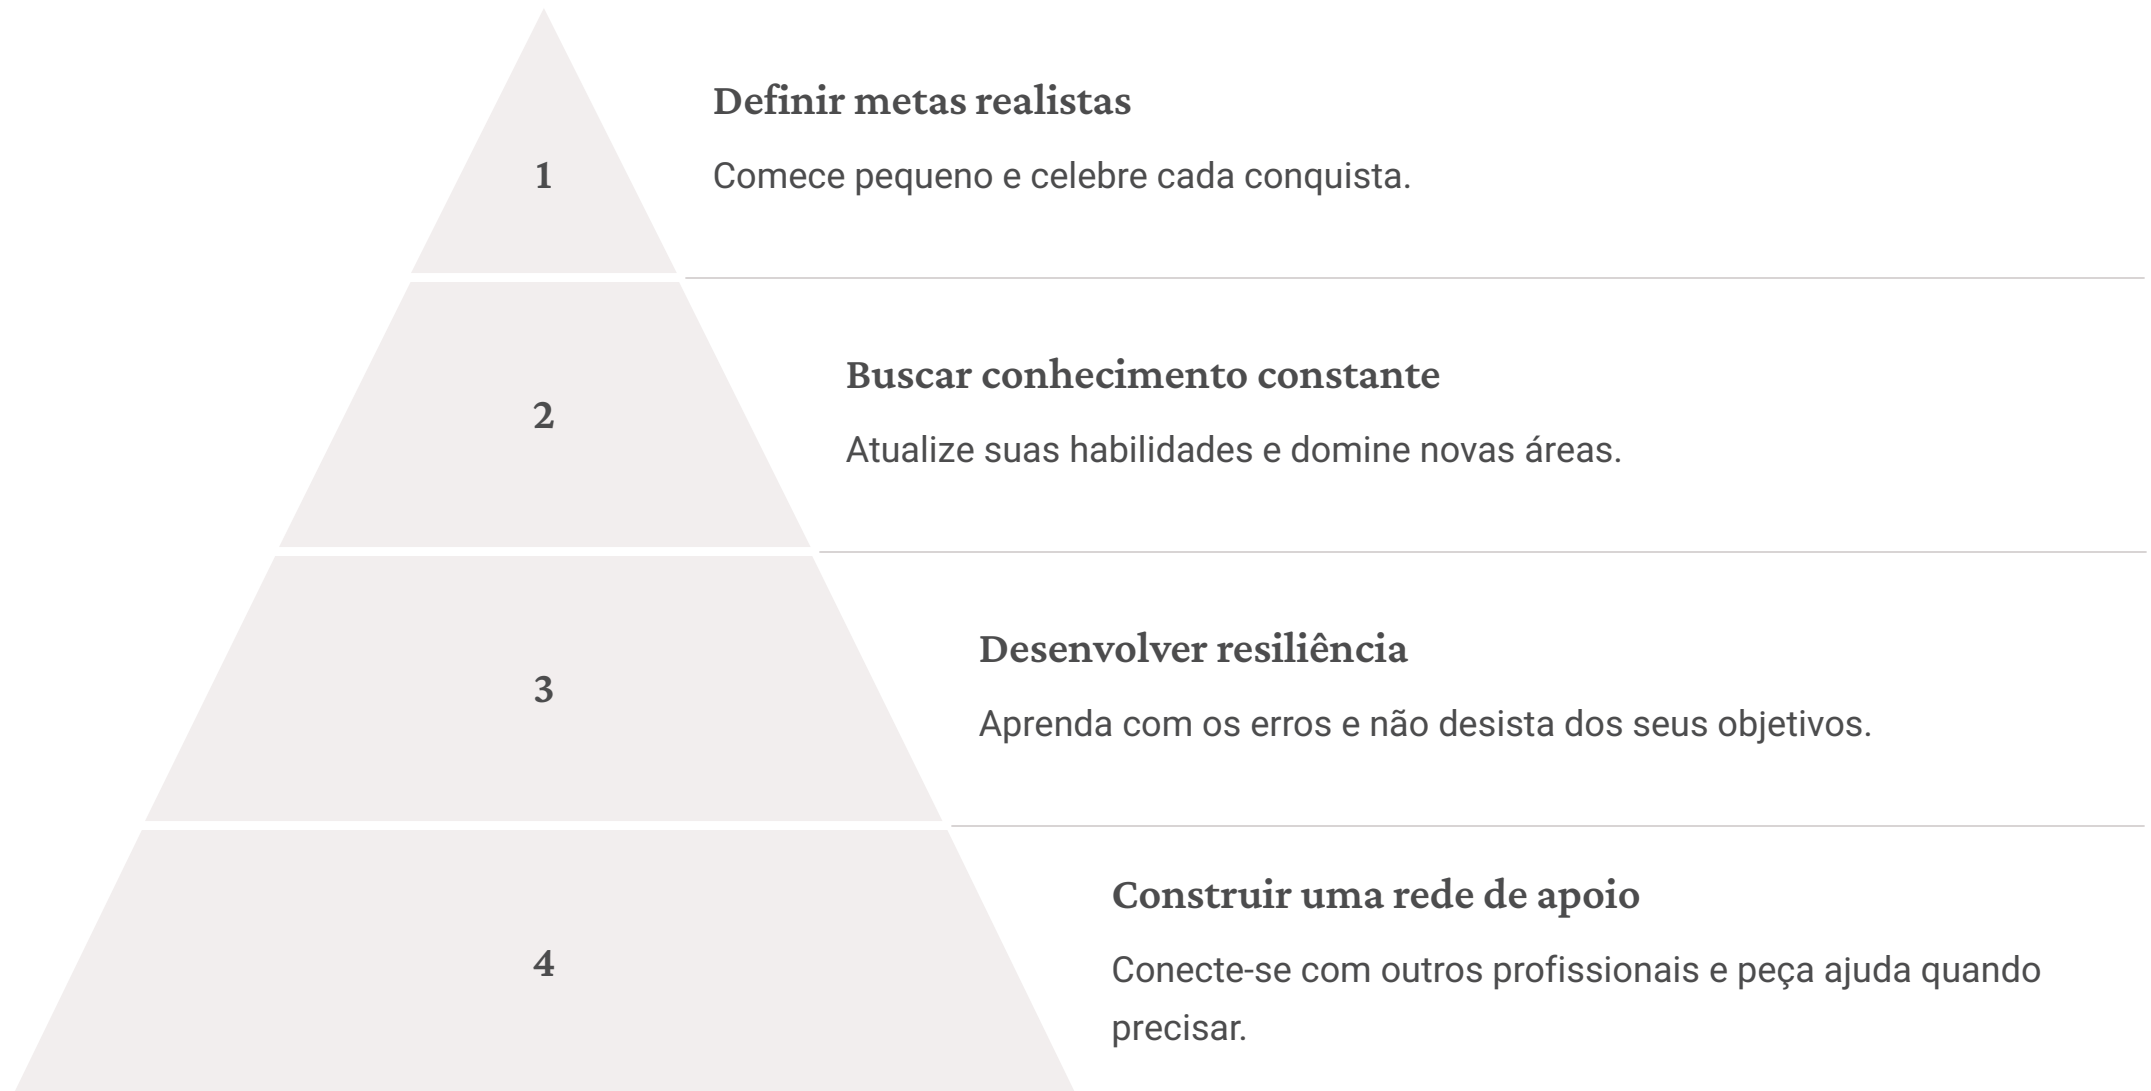 Definir metas realistas
1
Comece pequeno e celebre cada conquista.
Buscar conhecimento constante
2
Atualize suas habilidades e domine novas áreas.
Desenvolver resiliência
3
Aprenda com os erros e não desista dos seus objetivos.
Construir uma rede de apoio
4
Conecte-se com outros profissionais e peça ajuda quando
precisar.